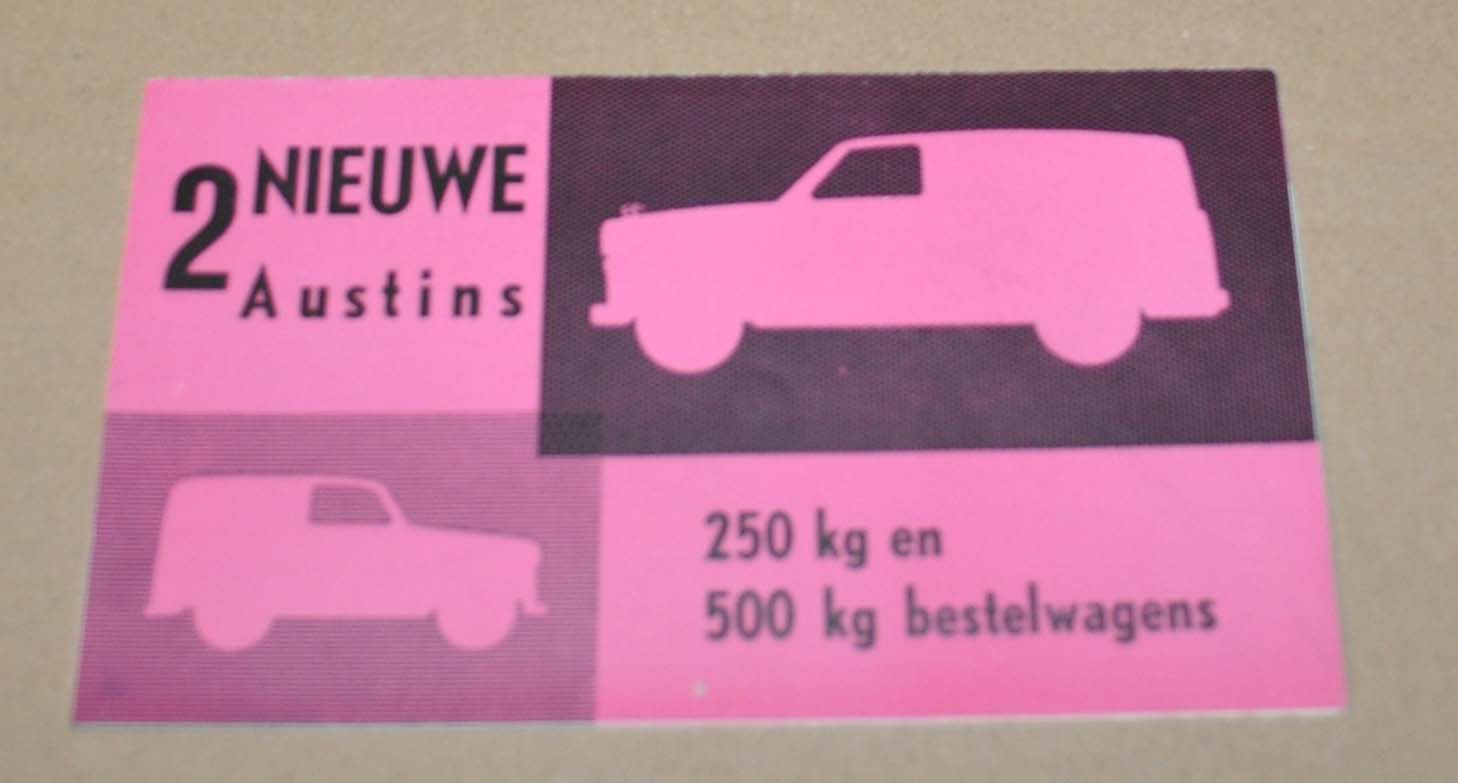 2 NIEUWE
Austins
250 kg en
500 kg bestelwagens